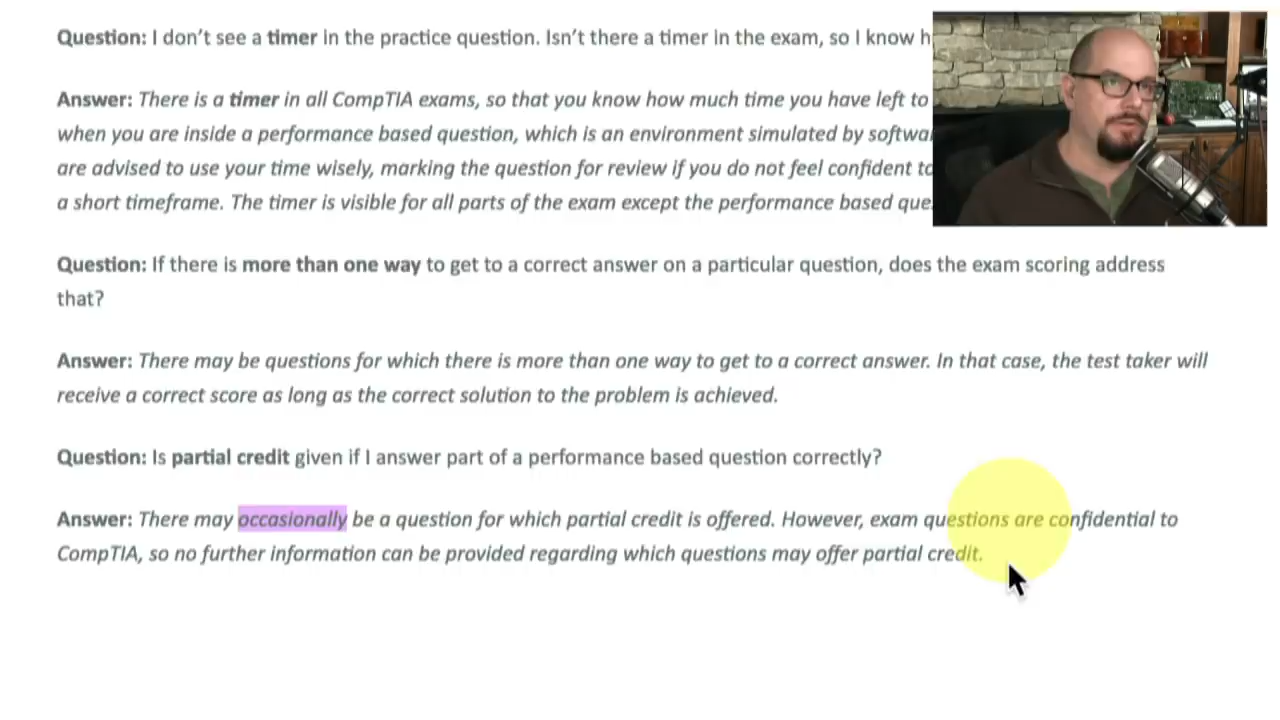 Question: I don't see a timer in the practice question. Isn't there a timer in the exam, so I know
Answer: There is a timer in all CompTIA exams, so that you know how much time you have left to
when you are inside a performance based question, which is an environment simulated by
are advised to use your time wisely, marking the question for review if you do not feel confident
a short timeframe. The timer is visible for all parts of the exam except the performance based
Question: If there is more than one way to get to a correct answer on a particular question, does the exam scoring address
that?
Answer: There may be questions for which there is more than one way to get to a correct answer. In that case, the test taker will
receive a correct score as long as the correct solution to the problem is achieved.
Question: Is partial credit given if I answer part of a performance based question correctly?
Answer: There may occasionally be a question for which partial credit is offered. However, exam questions are confidential to
CompTIA, so no further information can be provided regarding which questions may offer partial credit.